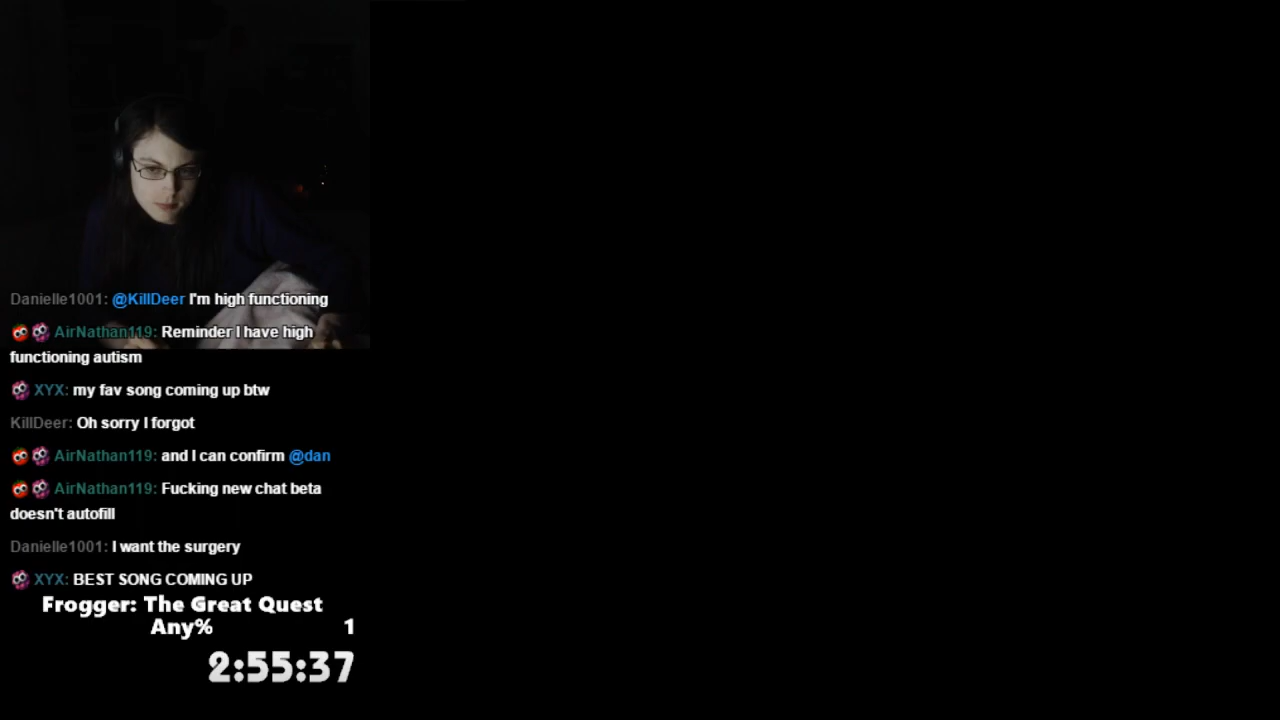 Danielle1001: @KillDeer I'm high functioning
AirNathan119: Reminder I have high
functioning autism
XYX: my fav song coming up btw
KillDeer: Oh sorry I forgot
AirNathan119: and I can confirm @dan
AirNathan119: Fucking new chat beta
doesn't autofill
Danielle1001: I want the surgery
XYX: BEST SONG COMING UP
Frogger: The Great Quest
Any% 1
2:55:37